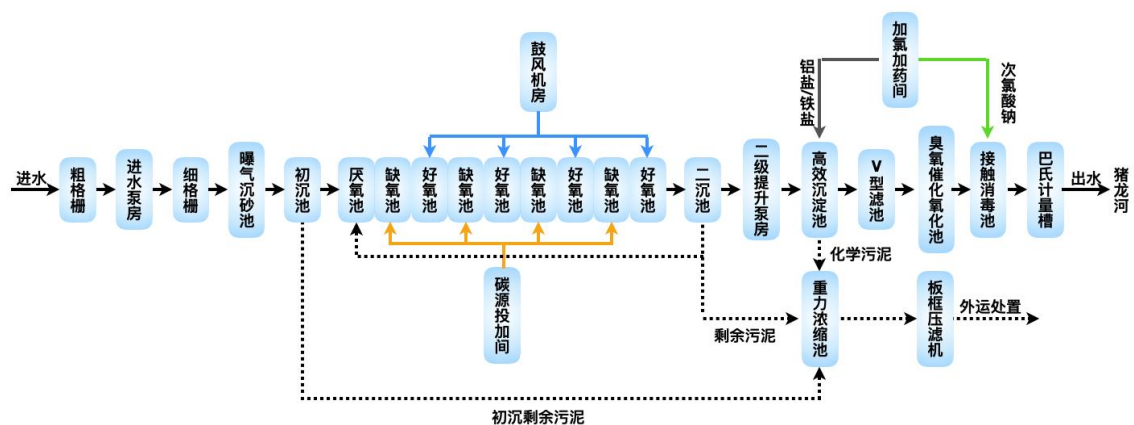 加氯加药间
鼓风机房
铝盐/铁盐
次氯酸钠
进水
粗格栅
进水泵房
细格栅
曝气沉砂池
初沉池
厌氧池
缺氧池
好氧池
缺氧池
好氧池
缺氧池
好氧池
缺氧池
好氧池
二沉池
二级提升泵房
高效沉淀池
V型滤池
臭氧催化氧化池
接触消毒池
巴氏计量槽
出水
猪龙河
化学污泥
碳源投加间
重力浓缩池
板框压滤机
外运处置
剩余污泥
初沉剩余污泥